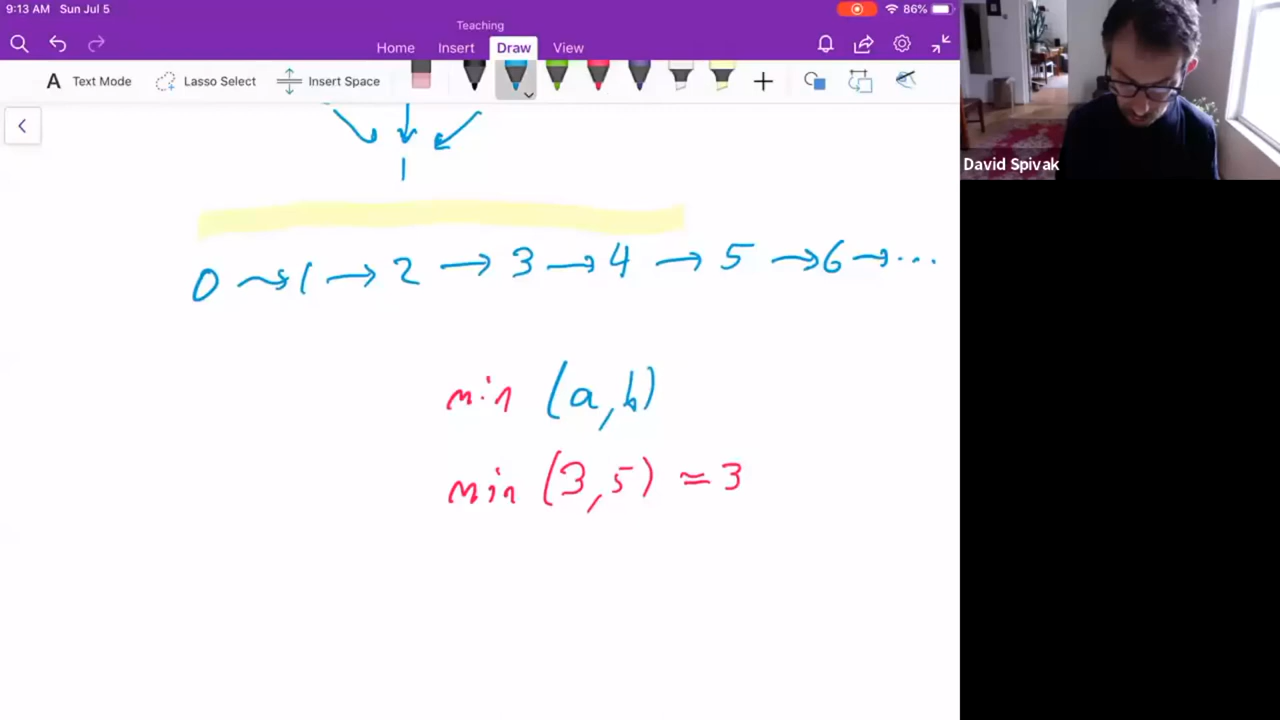 9:13 AM Sun Jul 5
86%
Teaching
Home Insert Draw View
A Text Mode Lasso Select Insert Space
David Spivak
1
0 → 1 → 2 → 3 → 4 → 5 → 6 → ...
min (a,b)
min (3,5) ≈ 3